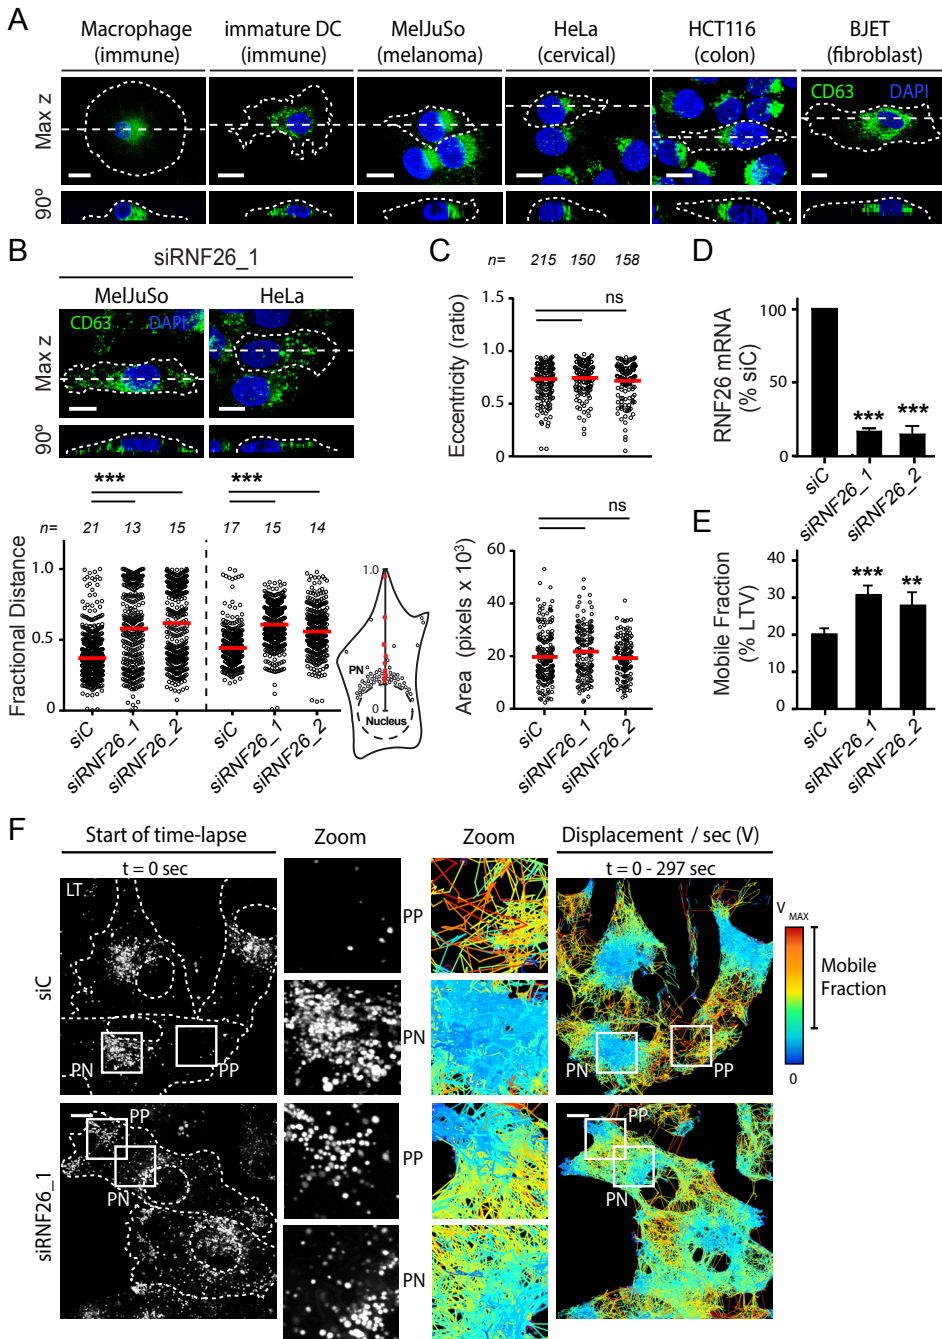 A
Macrophage (immune)
immature DC (immune)
MelJuSo (melanoma)
HeLa (cervical)
HCT116 (colon)
BJET (fibroblast)
Max z
CD63 DAPI
90º
B
siRNF26_1
MelJuSo HeLa
CD63 DAPI
Max z
90º
*** ***
n= 21 13 15 17 15 14
Fractional Distance
1.0
0.5
0
siC siRNF26_1 siRNF26_2 siC siRNF26_1 siRNF26_2
1.0
PN
0
Nucleus
C
n= 215 150 158
ns
Eccentricity (ratio)
1.5
1.0
0.5
0
ns
Area (pixels x 10³)
60
40
20
0
siC siRNF26_1 siRNF26_2
D
RNF26 mRNA (% siC)
100
50
0
*** ***
siC siRNF26_1 siRNF26_2
E
Mobile Fraction (% LTV)
40
30
20
10
0
*** **
siC siRNF26_1 siRNF26_2
F
Start of time-lapse Zoom Zoom Displacement / sec (V)
t = 0 sec t = 0 - 297 sec
LT
siC
PN PP
PP
PN
PN PP
V MAX
Mobile Fraction
0
siRNF26_1
PP
PN
PP
PN
PP
PN